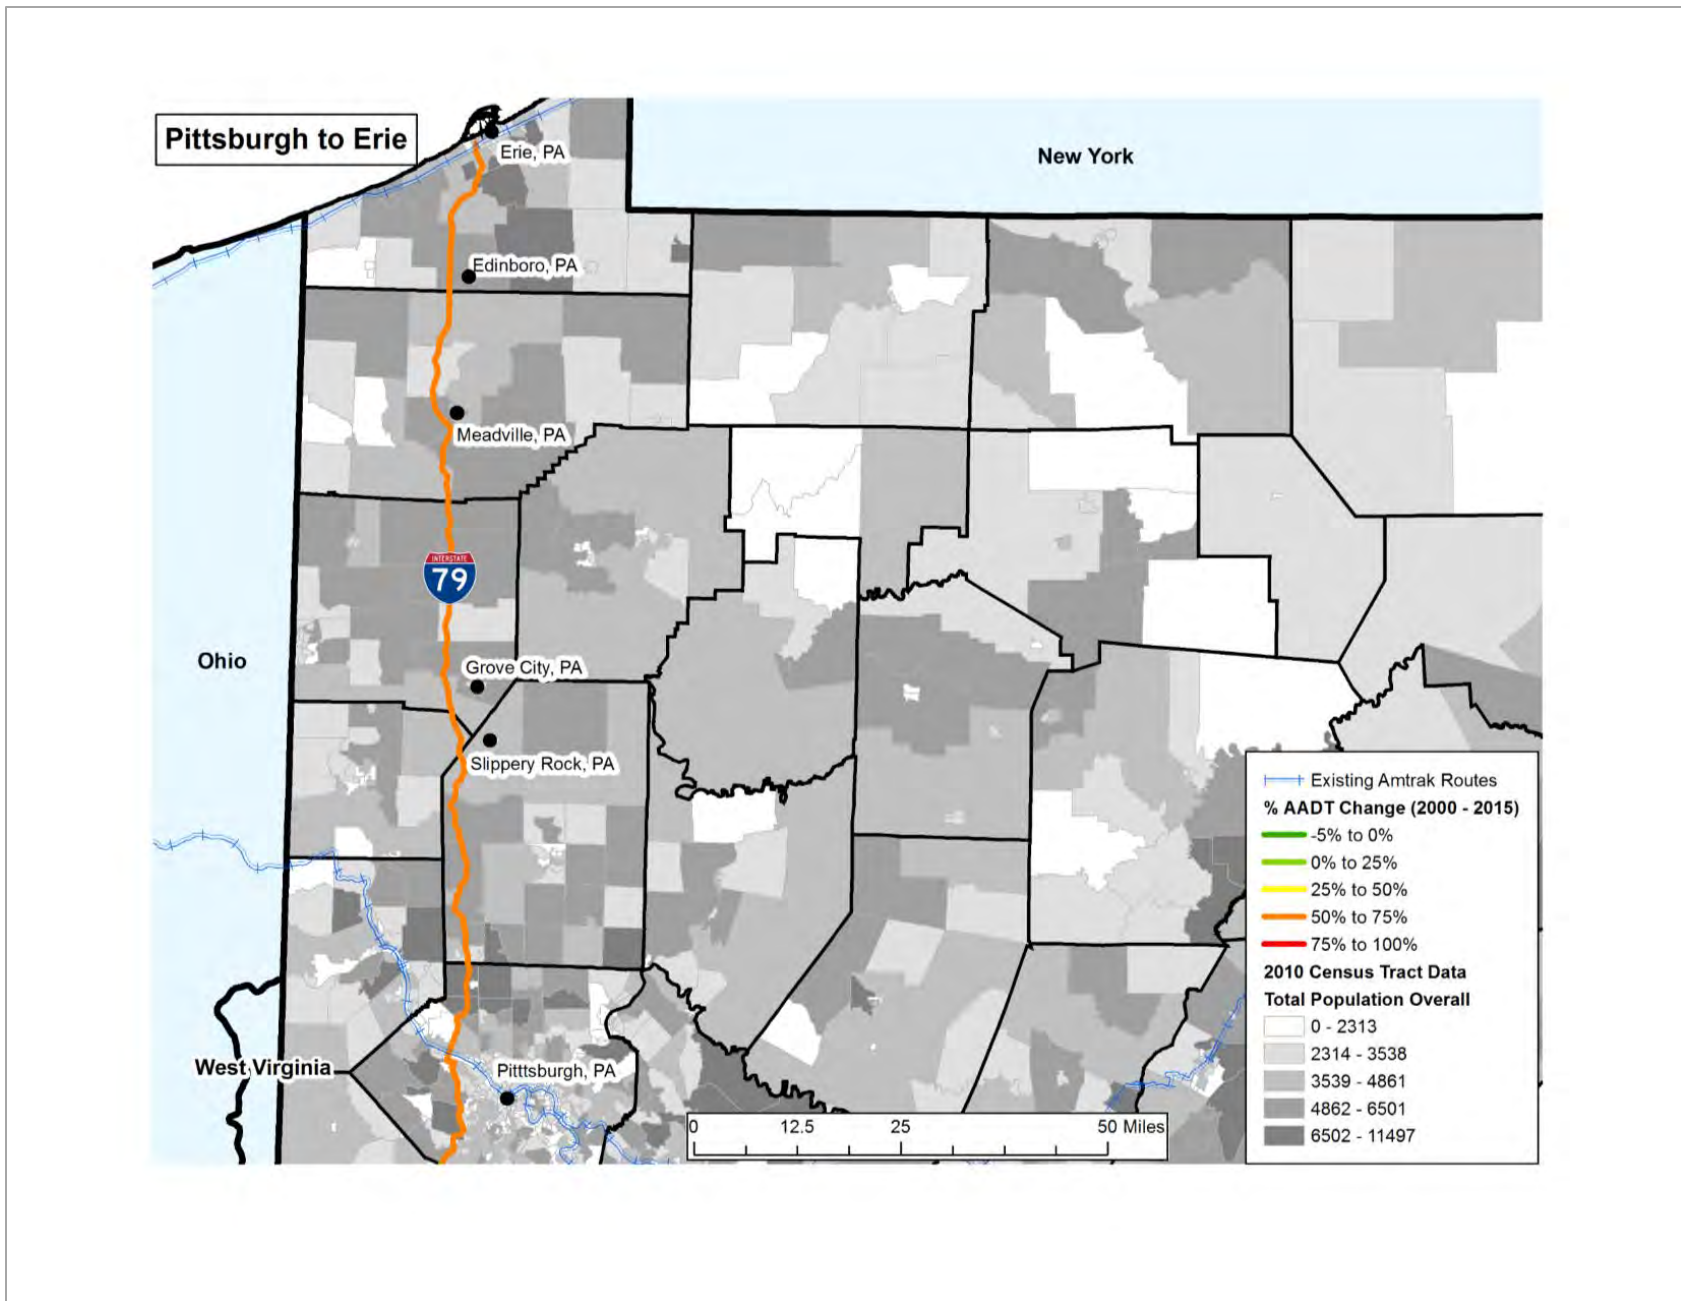 Pittsburgh to Erie
Erie, PA
New York
Edinboro, PA
Meadville, PA
INTERSTATE
79
Ohio
Grove City, PA
Slippery Rock, PA
West Virginia
Pitttsburgh, PA
0 12.5 25 50 Miles
Existing Amtrak Routes
% AADT Change (2000 - 2015)
-5% to 0%
0% to 25%
25% to 50%
50% to 75%
75% to 100%
2010 Census Tract Data
Total Population Overall
0 - 2313
2314 - 3538
3539 - 4861
4862 - 6501
6502 - 11497